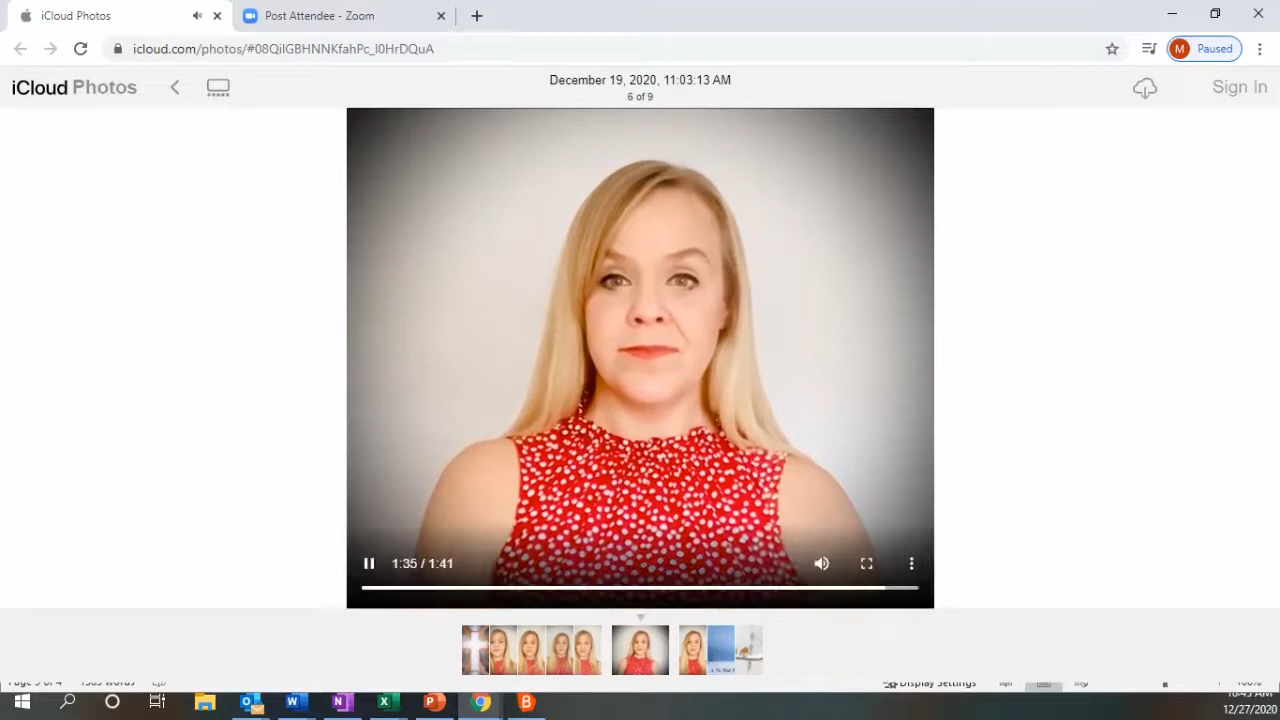 iCloud Photos
Post Attendee - Zoom
icloud.com/photos/#08QiIGBHNNKfahPc_I0HrDQuA
M Paused
iCloud Photos
December 19, 2020, 11:03:13 AM
6 of 9
Sign In
1:35 / 1:41
Display Settings
12/27/2020